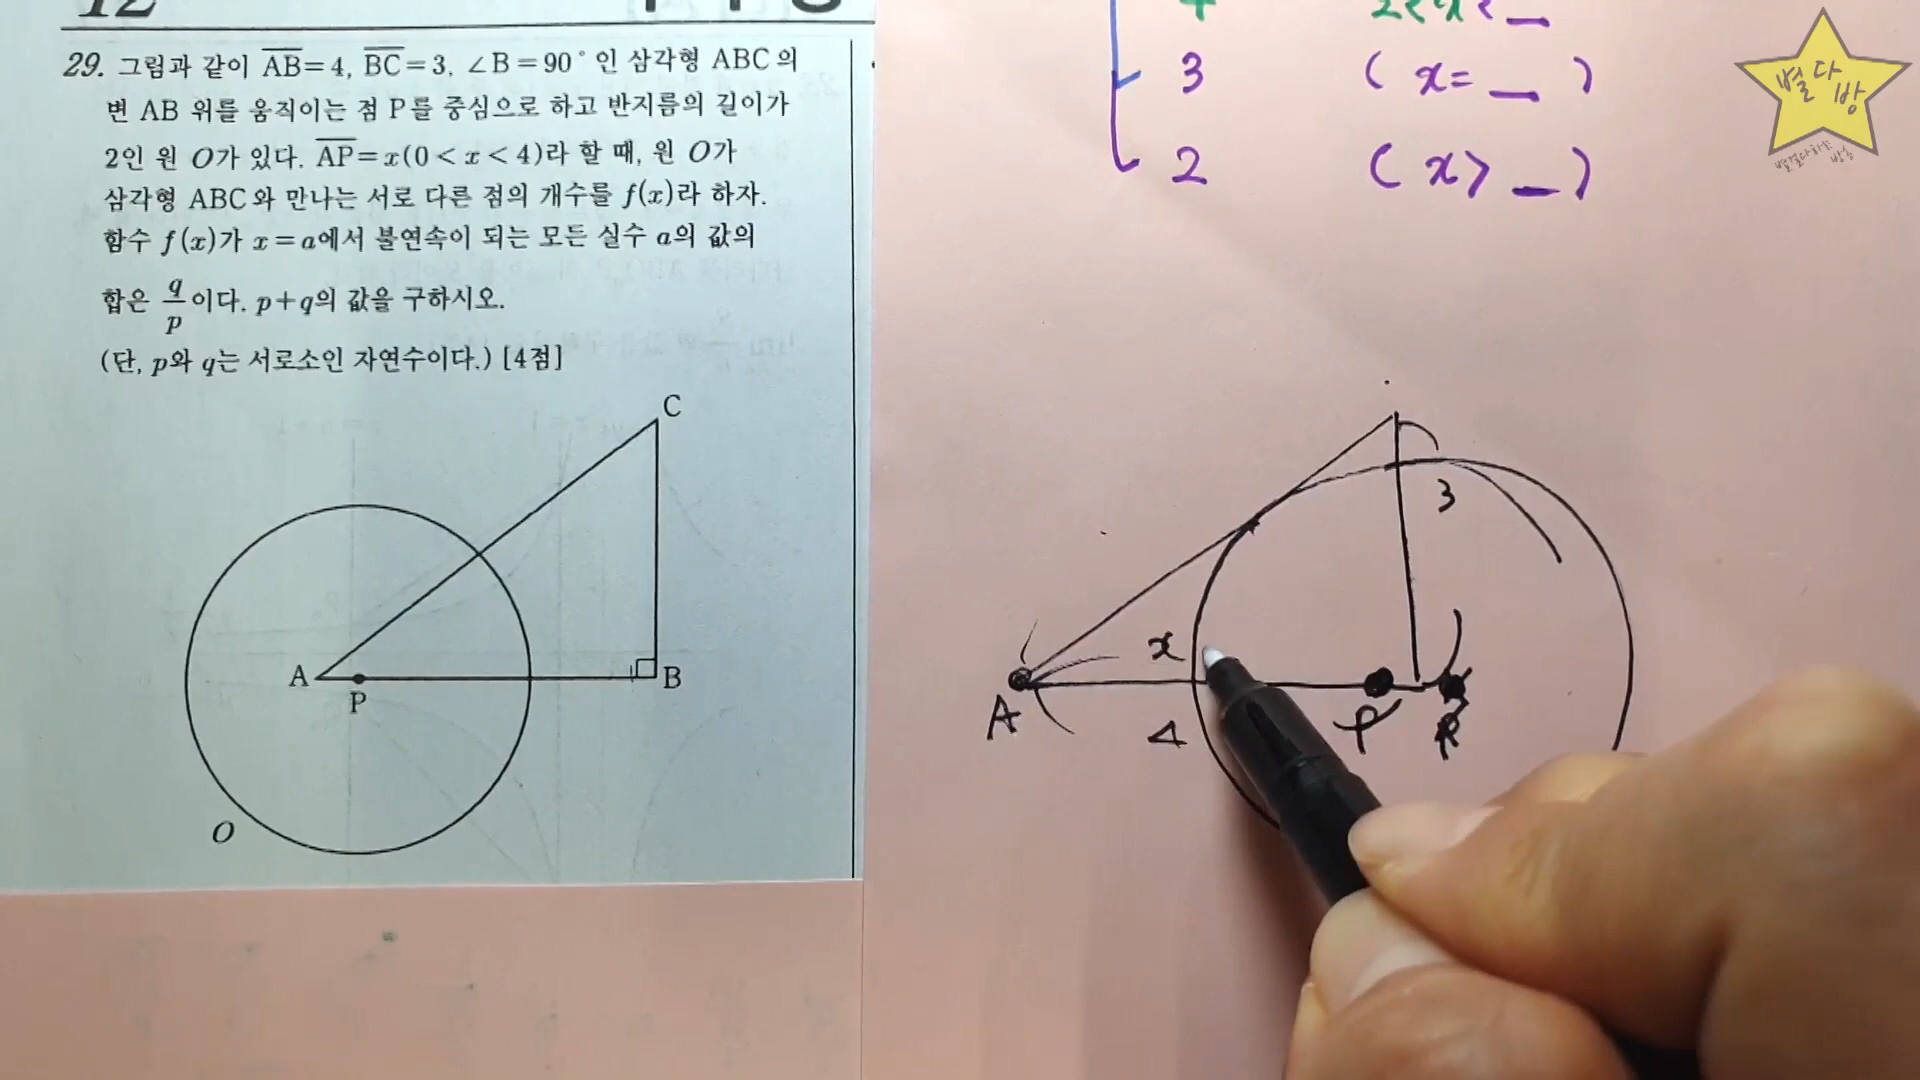 29. 그림과 같이 AB=4, BC=3, ∠B=90°인 삼각형 ABC의
변 AB 위를 움직이는 점 P를 중심으로 하고 반지름의 길이가
2인 원 O가 있다. AP=x(0<x<4)라 할 때, 원 O가
삼각형 ABC와 만나는 서로 다른 점의 개수를 f(x)라 하자.
함수 f(x)가 x=a에서 불연속이 되는 모든 실수 a의 값의
합은 q/p이다. p+q의 값을 구하시오.
(단, p와 q는 서로소인 자연수이다.) [4점]
C
A
P
B
O
4 2<x<_
3 (x=_)
2 (x>_)
별다방
3
x
A
4
P